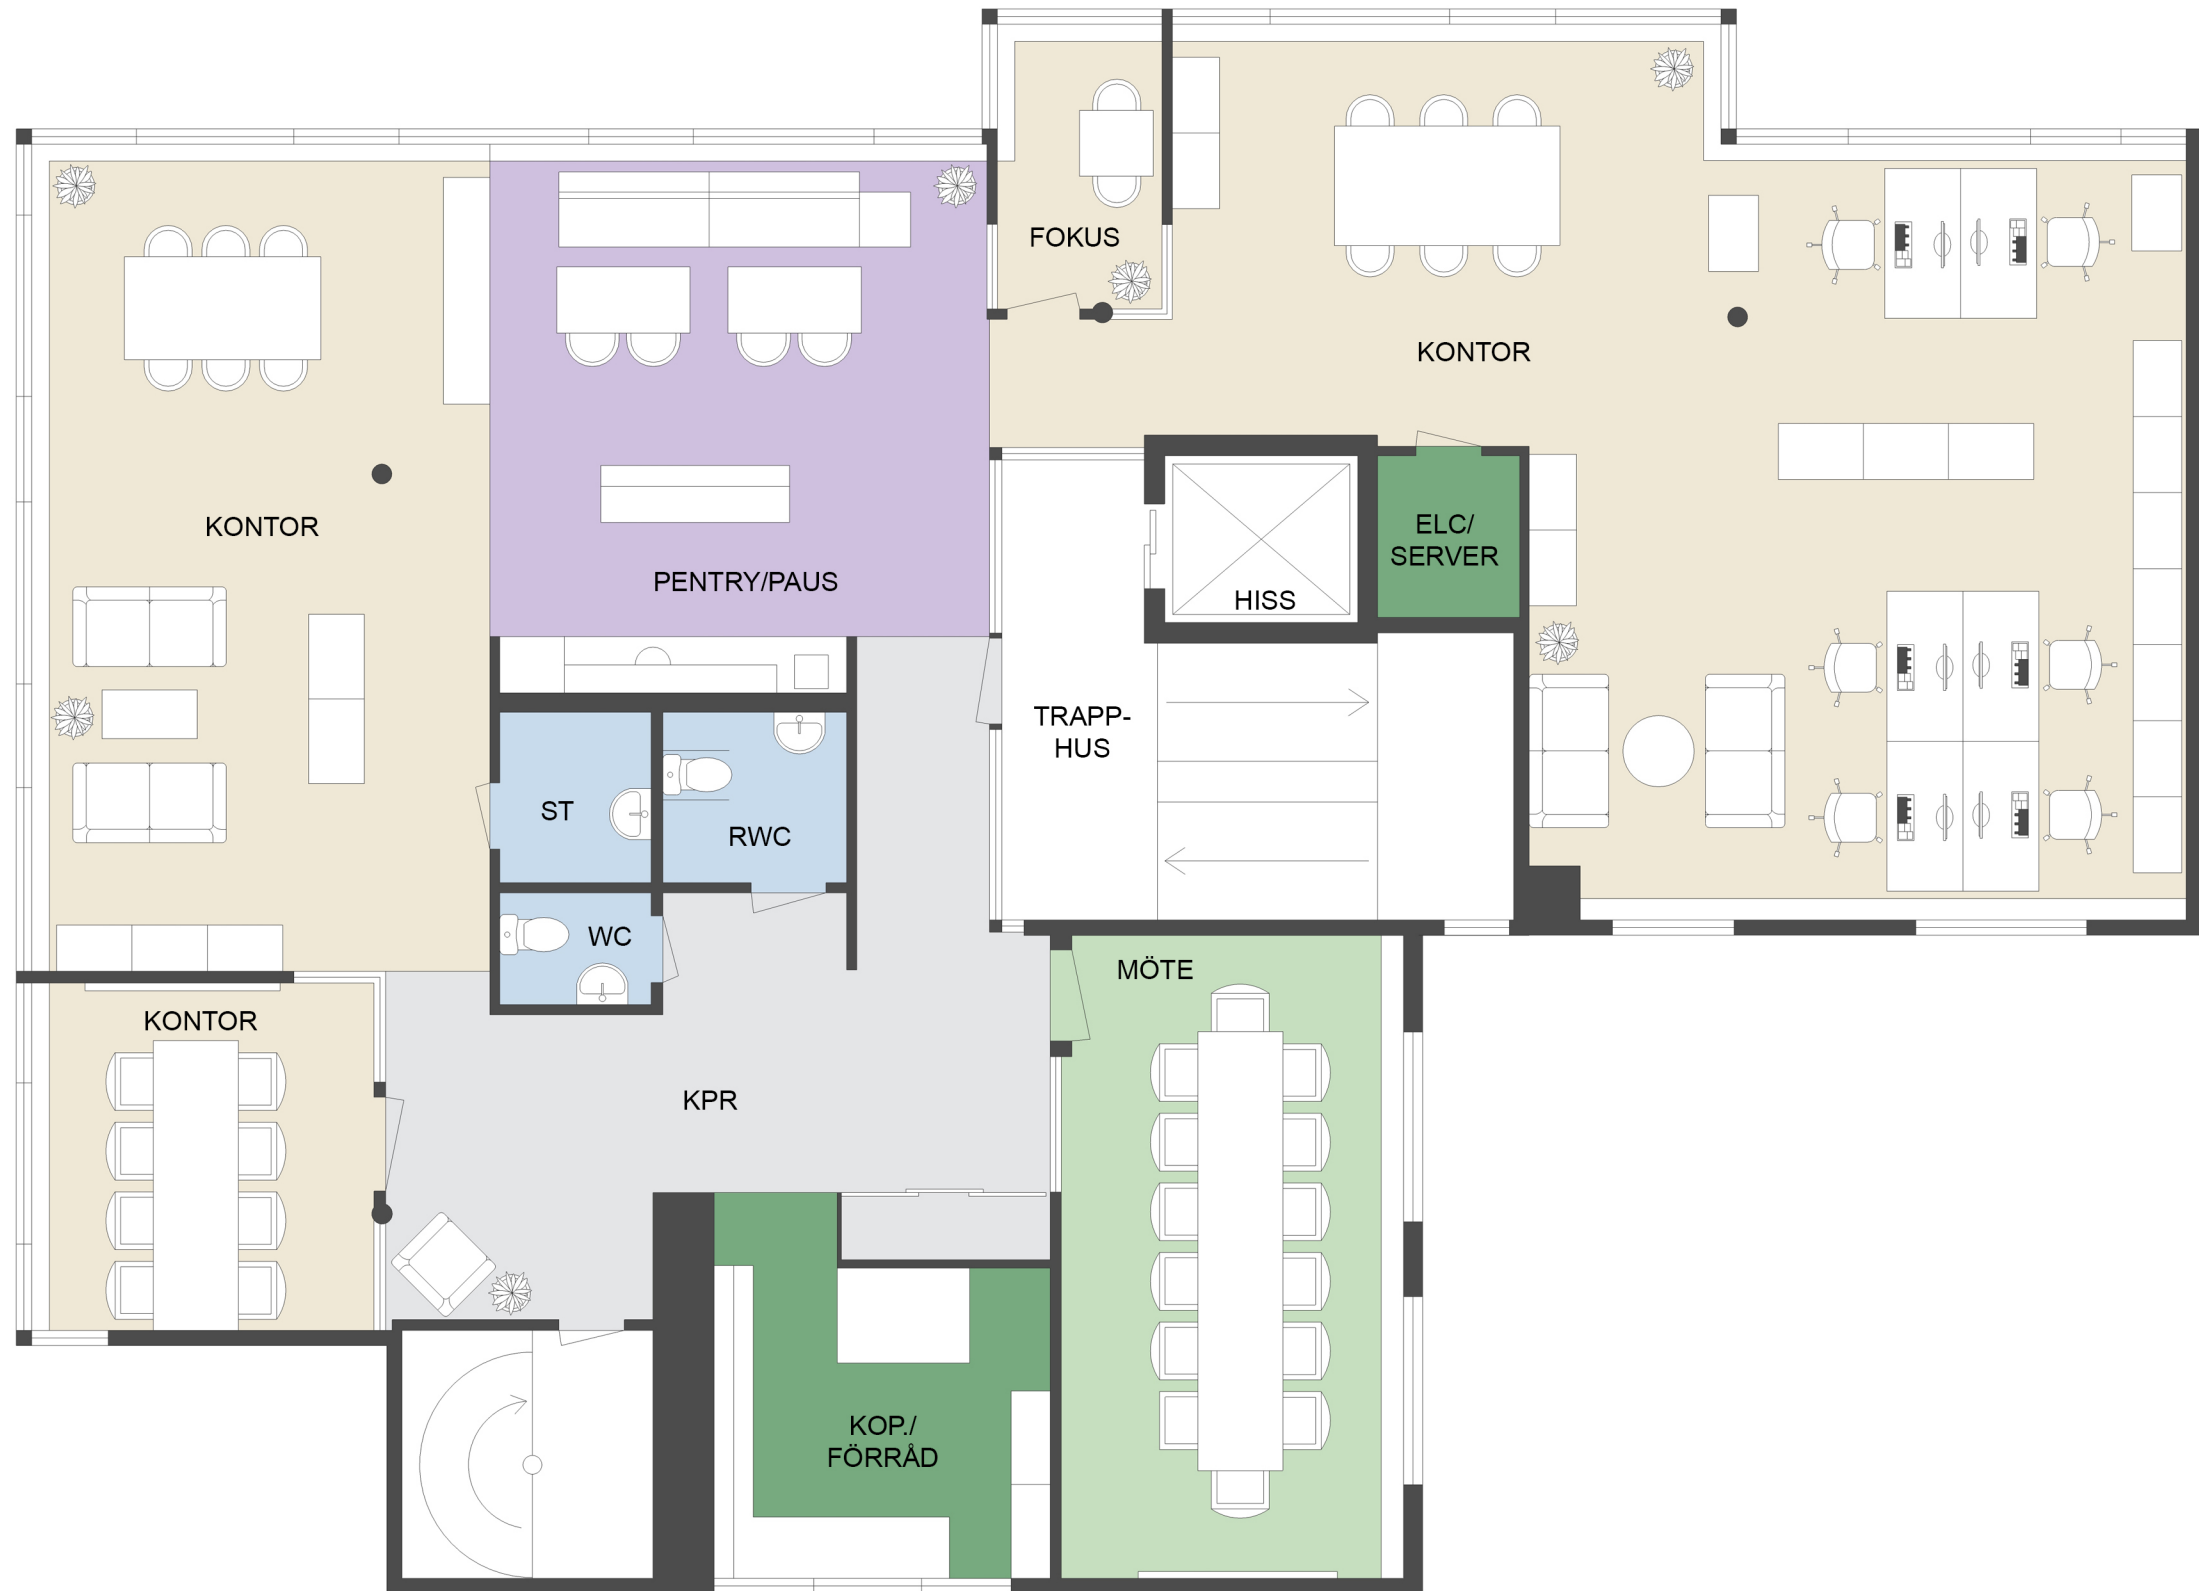 FOKUS
KONTOR
KONTOR
ELC/
SERVER
PENTRY/PAUS
HISS
TRAPP-
HUS
ST
RWC
WC
MÖTE
KONTOR
KPR
KOP./
FÖRRÅD